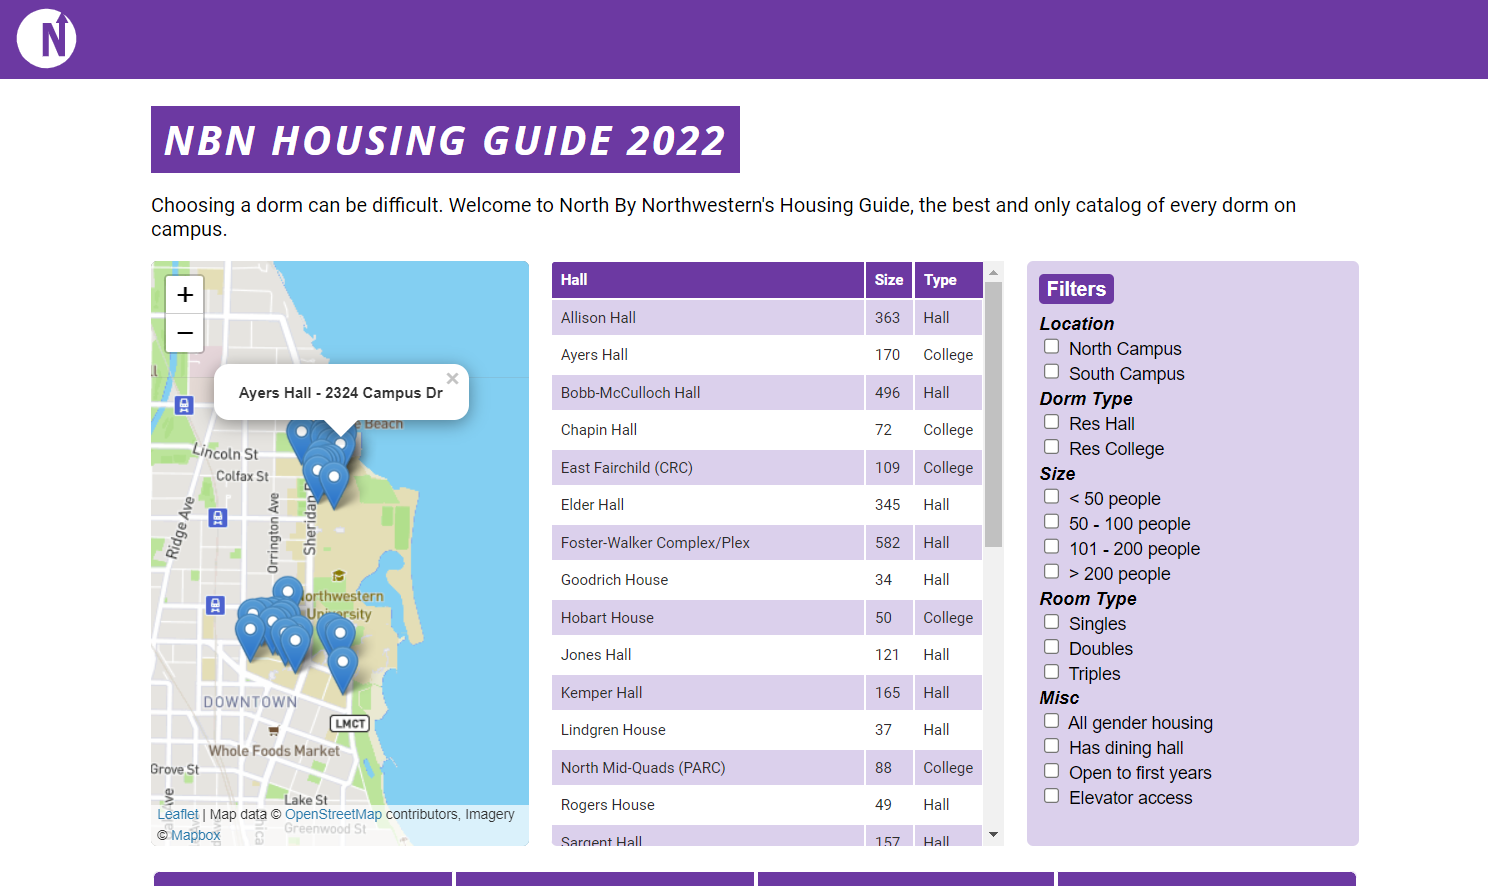 N
NBN HOUSING GUIDE 2022
Choosing a dorm can be difficult. Welcome to North By Northwestern's Housing Guide, the best and only catalog of every dorm on
campus.
+
−
Ayers Hall - 2324 Campus Dr
×
e Beach
Lincoln St
Colfax St
Ridge Ave
Orrington Ave
Sheridan
orthwestern
University
DOWNTOWN
LMCT
Whole Foods Market
Grove St
Lake St
Greenwood St
Leaflet | Map data © OpenStreetMap contributors, Imagery
© Mapbox
Hall Size Type
Allison Hall 363 Hall
Ayers Hall 170 College
Bobb-McCulloch Hall 496 Hall
Chapin Hall 72 College
East Fairchild (CRC) 109 College
Elder Hall 345 Hall
Foster-Walker Complex/Plex 582 Hall
Goodrich House 34 Hall
Hobart House 50 College
Jones Hall 121 Hall
Kemper Hall 165 Hall
Lindgren House 37 Hall
North Mid-Quads (PARC) 88 College
Rogers House 49 Hall
Sargent Hall 157 Hall
Filters
Location
North Campus
South Campus
Dorm Type
Res Hall
Res College
Size
< 50 people
50 - 100 people
101 - 200 people
> 200 people
Room Type
Singles
Doubles
Triples
Misc
All gender housing
Has dining hall
Open to first years
Elevator access